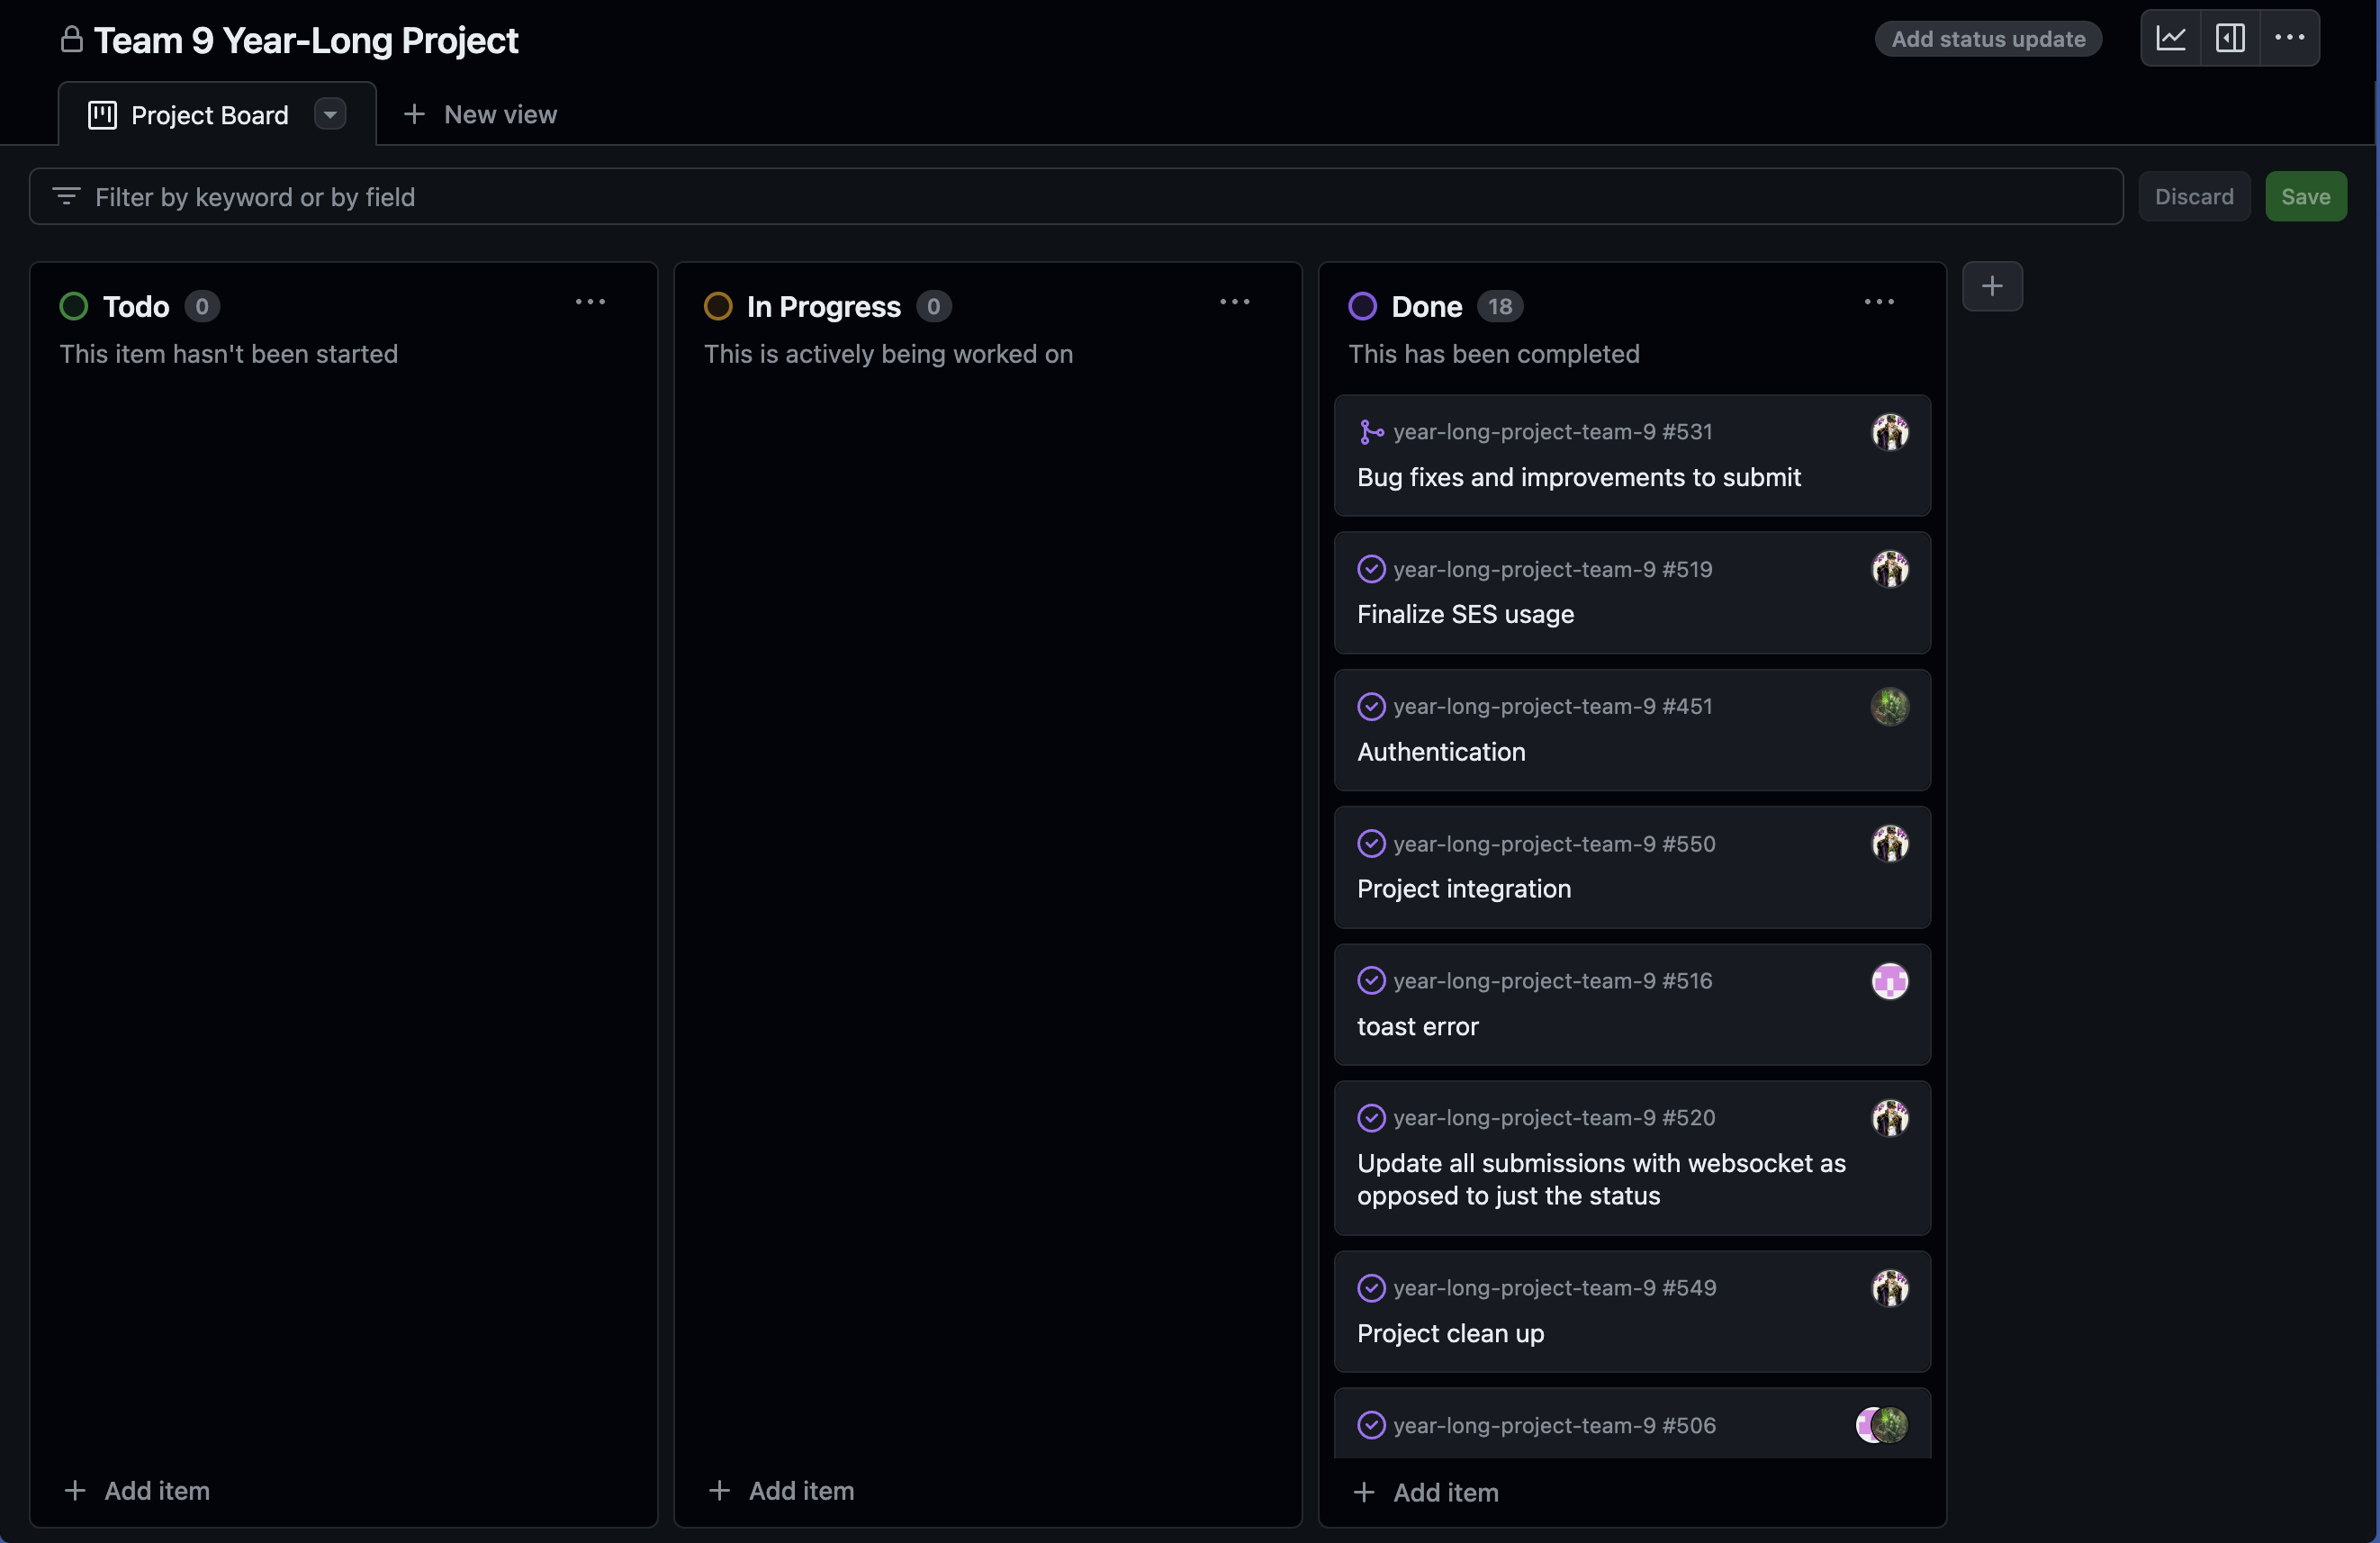 Team 9 Year-Long Project
Add status update
Project Board
New view
Filter by keyword or by field
Discard
Save
Todo 0
This item hasn't been started
Add item
In Progress 0
This is actively being worked on
Add item
Done 18
This has been completed
year-long-project-team-9 #531
Bug fixes and improvements to submit
year-long-project-team-9 #519
Finalize SES usage
year-long-project-team-9 #451
Authentication
year-long-project-team-9 #550
Project integration
year-long-project-team-9 #516
toast error
year-long-project-team-9 #520
Update all submissions with websocket as
opposed to just the status
year-long-project-team-9 #549
Project clean up
year-long-project-team-9 #506
Add item